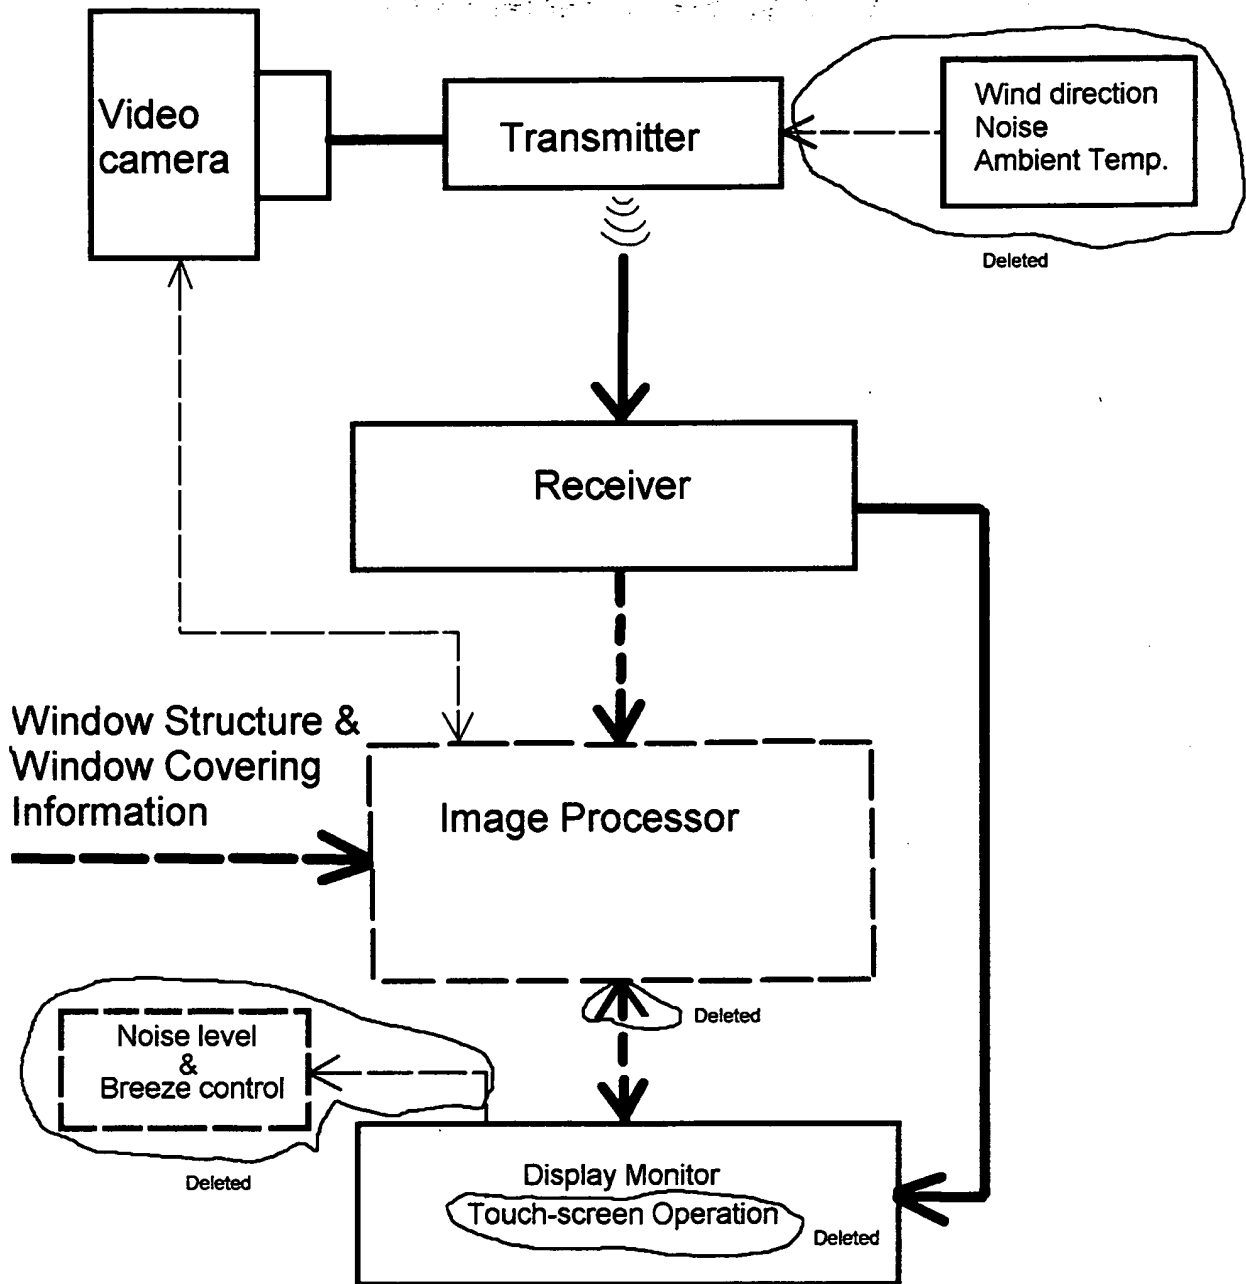 Video
camera
Transmitter
Wind direction
Noise
Ambient Temp.
Deleted
Receiver
Window Structure &
Window Covering
Information
Image Processor
Deleted
Noise level
&
Breeze control
Deleted
Display Monitor
Touch-screen Operation
Deleted